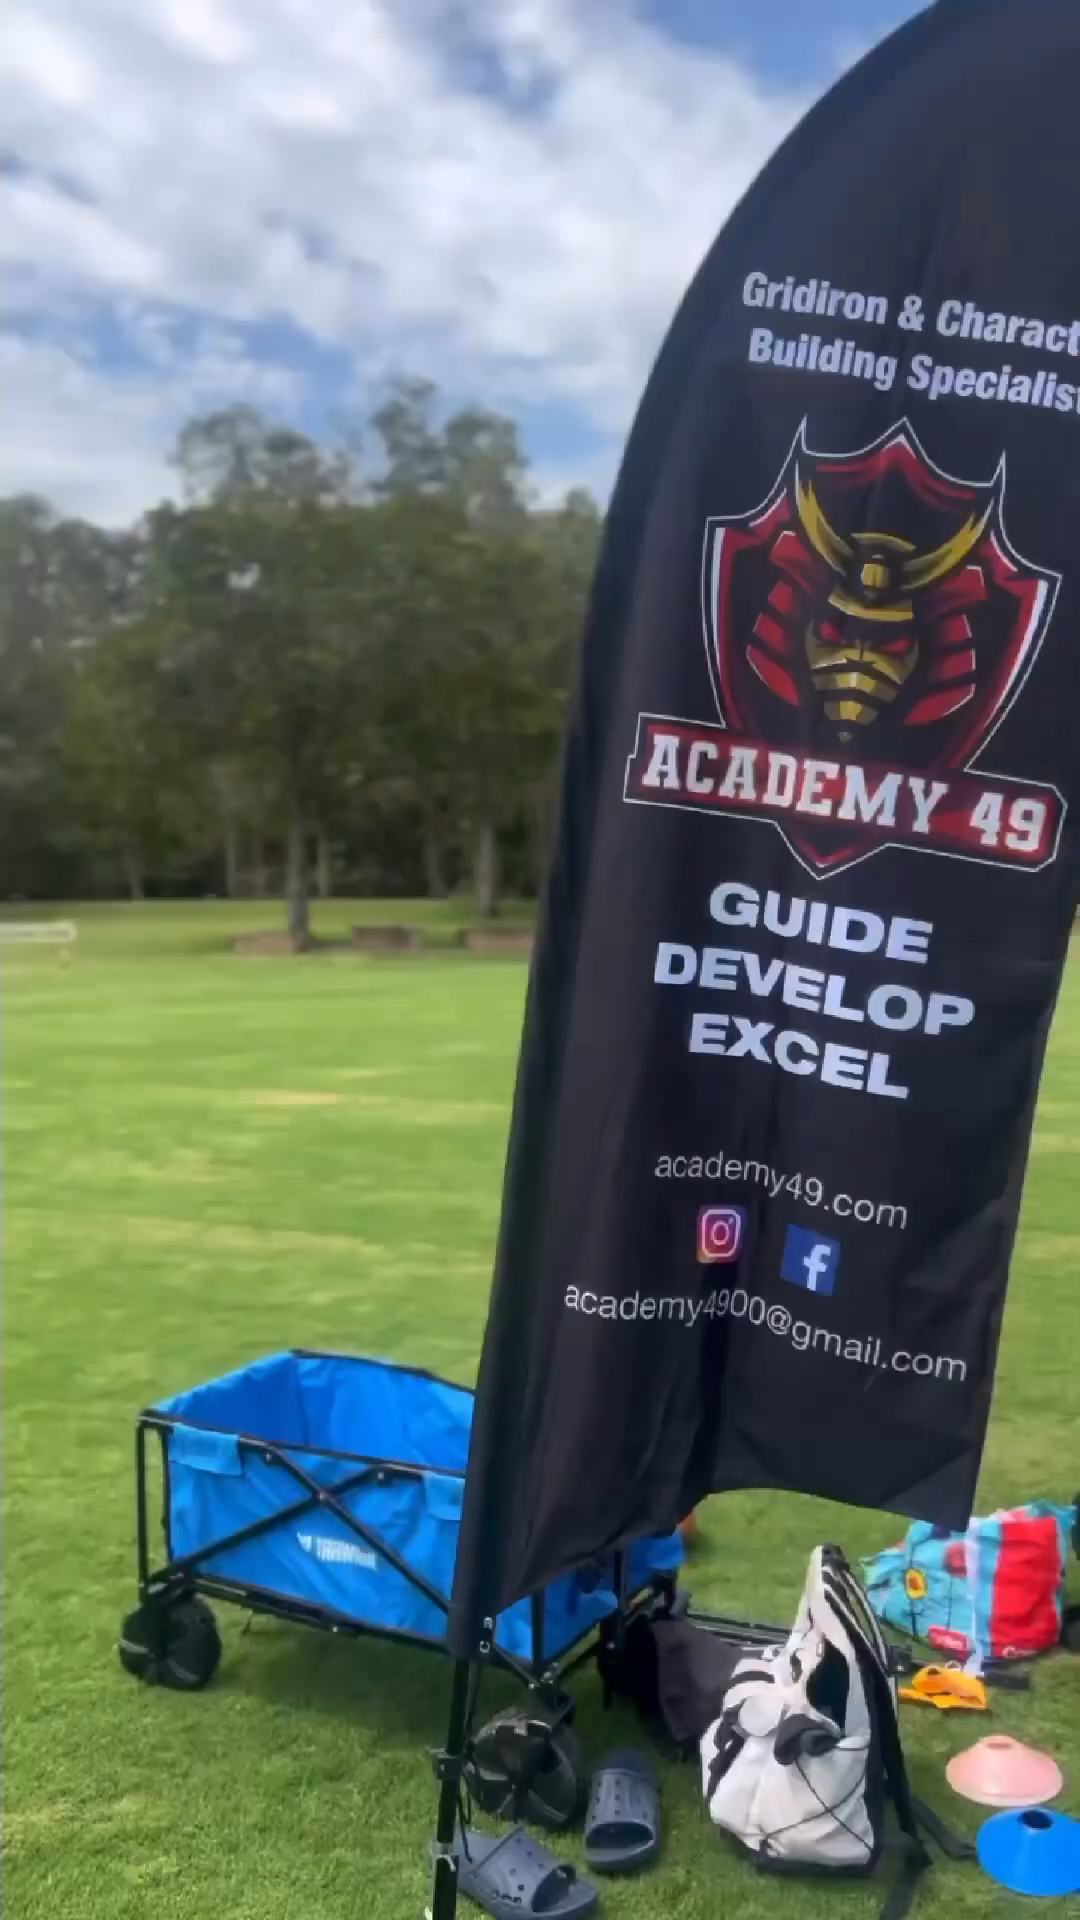 Gridiron & Charact
Building Specialist
ACADEMY 49
GUIDE
DEVELOP
EXCEL
academy49.com
academy4900@gmail.com